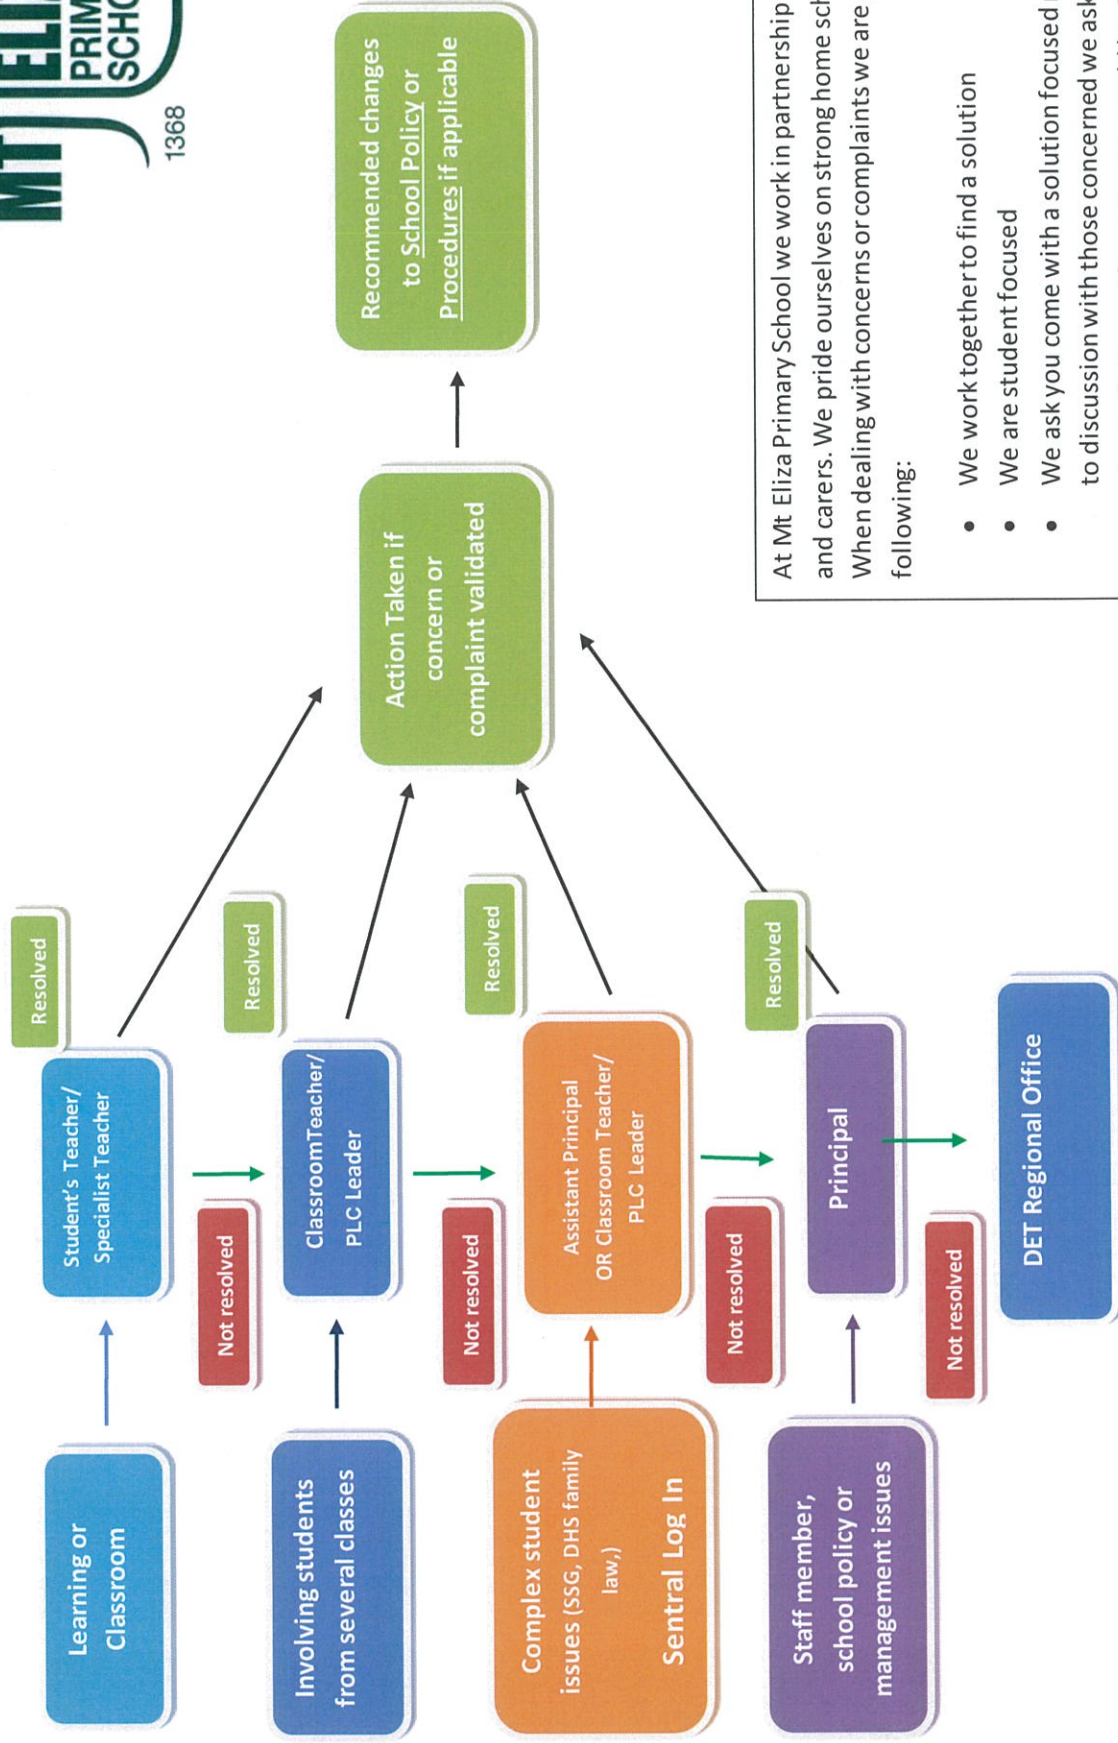 MT
PRIM
SCHO
1368
Learning or
Classroom
Student's Teacher/
Specialist Teacher
Resolved
Not resolved
Involving students
from several classes
ClassroomTeacher/
PLC Leader
Resolved
Not resolved
Complex student
issues (SSG, DHS family
law,)
Sentral Log In
Assistant Principal
OR Classroom Teacher/
PLC Leader
Resolved
Not resolved
Staff member,
school policy or
management issues
Principal
Resolved
Not resolved
DET Regional Office
Action Taken if
concern or
complaint validated
Recommended changes
to School Policy or
Procedures if applicable
At Mt Eliza Primary School we work in partnership
and carers. We pride ourselves on strong home sch
When dealing with concerns or complaints we are
following:
• We work together to find a solution
• We are student focused
• We ask you come with a solution focused
to discussion with those concerned we ask